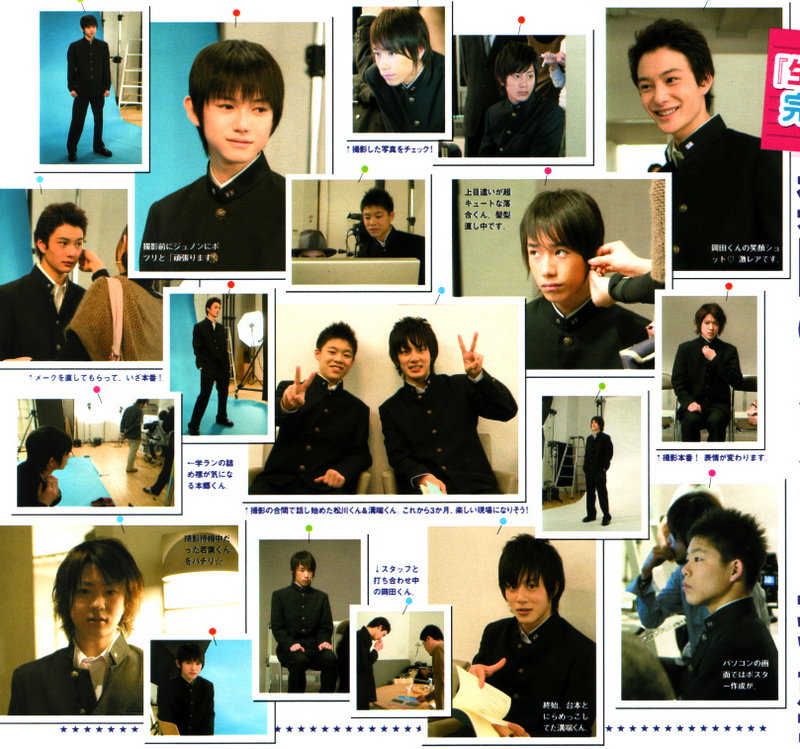 ↑撮影した写真をチェック!
『生
完
撮影前にジュノンにボ
ソリと「頑張ります」
上目遣いが超
キュートな落
合くん。髪型
直し中です。
岡田くんの笑顔ショ
ット♡ 激レアです
↑メークを直してもらって、いざ本番!
←学ランの詰
め襟が気にな
る本郷くん。
↑撮影本番! 表情が変わります。
↑撮影の合間で話し始めた松川くん&溝端くん。これから3か月、楽しい現場になりそう!
撮影待機中だ
った若葉くん
をパチリ☆
↓スタッフと
打ち合わせ中
の岡田くん。
終始、台本と
にらめっこし
てた溝端くん
パソコンの画
面ではポスタ
ー作成が。